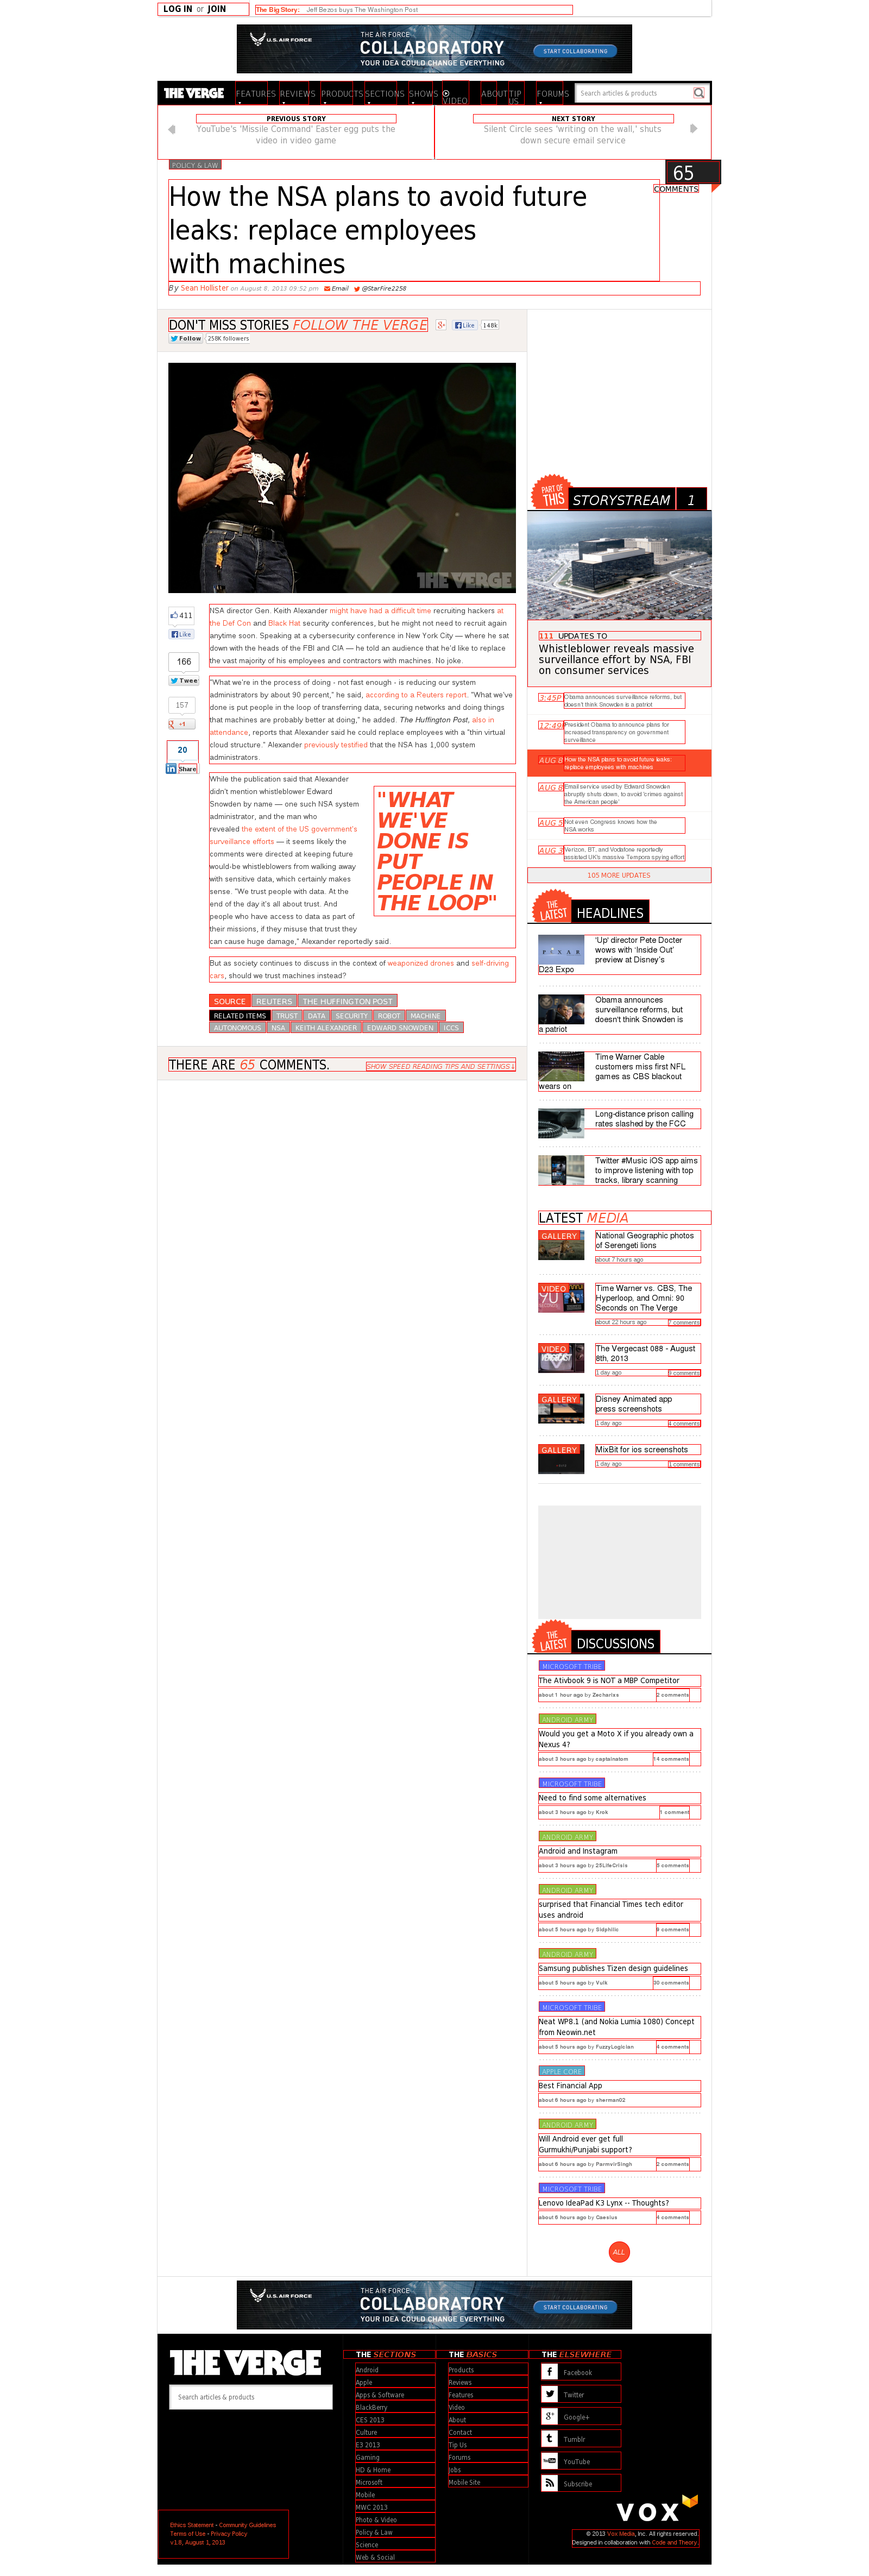 LOG IN or JOIN
The Big Story: Jeff Bezos buys The Washington Post
U.S. AIR FORCE
THE AIR FORCE
COLLABORATORY
YOUR IDEA COULD CHANGE EVERYTHING
START COLLABORATING
THE VERGE FEATURES REVIEWS PRODUCTS SECTIONS SHOWS VIDEO ABOUT TIP US FORUMS Search articles & products
PREVIOUS STORY
YouTube's 'Missile Command' Easter egg puts the
video in video game
NEXT STORY
Silent Circle sees 'writing on the wall,' shuts
down secure email service
POLICY & LAW
65
COMMENTS
How the NSA plans to avoid future
leaks: replace employees
with machines
By Sean Hollister on August 8, 2013 09:52 pm Email @StarFire2258
DON'T MISS STORIES FOLLOW THE VERGE Like 148k
Follow 258K followers
THE VERGE
411
Like
166
Tweet
157
+1
20
Share
NSA director Gen. Keith Alexander might have had a difficult time recruiting hackers at
the Def Con and Black Hat security conferences, but he might not need to recruit again
anytime soon. Speaking at a cybersecurity conference in New York City — where he sat
down with the heads of the FBI and CIA — he told an audience that he'd like to replace
the vast majority of his employees and contractors with machines. No joke.
"What we're in the process of doing - not fast enough - is reducing our system
administrators by about 90 percent," he said, according to a Reuters report. "What we've
done is put people in the loop of transferring data, securing networks and doing things
that machines are probably better at doing," he added. The Huffington Post, also in
attendance, reports that Alexander said he could replace employees with a "thin virtual
cloud structure." Alexander previously testified that the NSA has 1,000 system
administrators.
While the publication said that Alexander
didn't mention whistleblower Edward
Snowden by name — one such NSA system
administrator, and the man who
revealed the extent of the US government's
surveillance efforts — it seems likely the
comments were directed at keeping future
would-be whistleblowers from walking away
with sensitive data, which certainly makes
sense. "We trust people with data. At the
end of the day it's all about trust. And
people who have access to data as part of
their missions, if they misuse that trust they
can cause huge damage," Alexander reportedly said.
"WHAT
WE'VE
DONE IS
PUT
PEOPLE IN
THE LOOP"
But as society continues to discuss in the context of weaponized drones and self-driving
cars, should we trust machines instead?
SOURCE REUTERS THE HUFFINGTON POST
RELATED ITEMS TRUST DATA SECURITY ROBOT MACHINE
AUTONOMOUS NSA KEITH ALEXANDER EDWARD SNOWDEN ICCS
THERE ARE 65 COMMENTS. SHOW SPEED READING TIPS AND SETTINGS ↓
PART OF THIS STORYSTREAM 1
111 UPDATES TO
Whistleblower reveals massive
surveillance effort by NSA, FBI
on consumer services
3:45P Obama announces surveillance reforms, but
doesn't think Snowden is a patriot
12:49P President Obama to announce plans for
increased transparency on government
surveillance
AUG 8 How the NSA plans to avoid future leaks:
replace employees with machines
AUG 8 Email service used by Edward Snowden
abruptly shuts down, to avoid 'crimes against
the American people'
AUG 5 Not even Congress knows how the
NSA works
AUG 3 Verizon, BT, and Vodafone reportedly
assisted UK's massive Tempora spying effort
105 MORE UPDATES
THE LATEST HEADLINES
PIXAR
'Up' director Pete Docter
wows with 'Inside Out'
preview at Disney's
D23 Expo
Obama announces
surveillance reforms, but
doesn't think Snowden is
a patriot
Time Warner Cable
customers miss first NFL
games as CBS blackout
wears on
Long-distance prison calling
rates slashed by the FCC
Twitter #Music iOS app aims
to improve listening with top
tracks, library scanning
LATEST MEDIA
GALLERY
National Geographic photos
of Serengeti lions
about 7 hours ago
VIDEO
Time Warner vs. CBS, The
Hyperloop, and Omni: 90
Seconds on The Verge
about 22 hours ago 7 comments
VIDEO
The Vergecast 088 - August
8th, 2013
1 day ago comments
GALLERY
Disney Animated app
press screenshots
1 day ago 4 comments
GALLERY
MixBit for ios screenshots
1 day ago 1 comments
THE LATEST DISCUSSIONS
MICROSOFT TRIBE
The Ativbook 9 is NOT a MBP Competitor
about 1 hour ago by Zacharixs 2 comments
ANDROID ARMY
Would you get a Moto X if you already own a
Nexus 4?
about 3 hours ago by captainatom 14 comments
MICROSOFT TRIBE
Need to find some alternatives
about 3 hours ago by Krok 1 comment
ANDROID ARMY
Android and Instagram
about 3 hours ago by 25LifeCrisis 5 comments
ANDROID ARMY
surprised that Financial Times tech editor
uses android
about 5 hours ago by Sidphilic comments
ANDROID ARMY
Samsung publishes Tizen design guidelines
about 5 hours ago by Vulk 30 comments
MICROSOFT TRIBE
Neat WP8.1 (and Nokia Lumia 1080) Concept
from Neowin.net
about 5 hours ago by FuzzyLogician 4 comments
APPLE CORE
Best Financial App
about 6 hours ago by sherman02
ANDROID ARMY
Will Android ever get full
Gurmukhi/Punjabi support?
about 6 hours ago by ParmvirSingh 2 comments
MICROSOFT TRIBE
Lenovo IdeaPad K3 Lynx -- Thoughts?
about 6 hours ago by Caesius 4 comments
ALL
U.S. AIR FORCE
THE AIR FORCE
COLLABORATORY
YOUR IDEA COULD CHANGE EVERYTHING
START COLLABORATING
THE VERGE
Search articles & products
THE SECTIONS
Android
Apple
Apps & Software
BlackBerry
CES 2013
Culture
E3 2013
Gaming
HD & Home
Microsoft
Mobile
MWC 2013
Photo & Video
Policy & Law
Science
Web & Social
THE BASICS
Products
Reviews
Features
Video
About
Contact
Tip Us
Forums
Jobs
Mobile Site
THE ELSEWHERE
Facebook
Twitter
Google+
Tumblr
YouTube
Subscribe
Ethics Statement • Community Guidelines
Terms of Use • Privacy Policy
v1.8, August 1, 2013
VOX
© 2013 Vox Media, Inc. All rights reserved.
Designed in collaboration with Code and Theory.